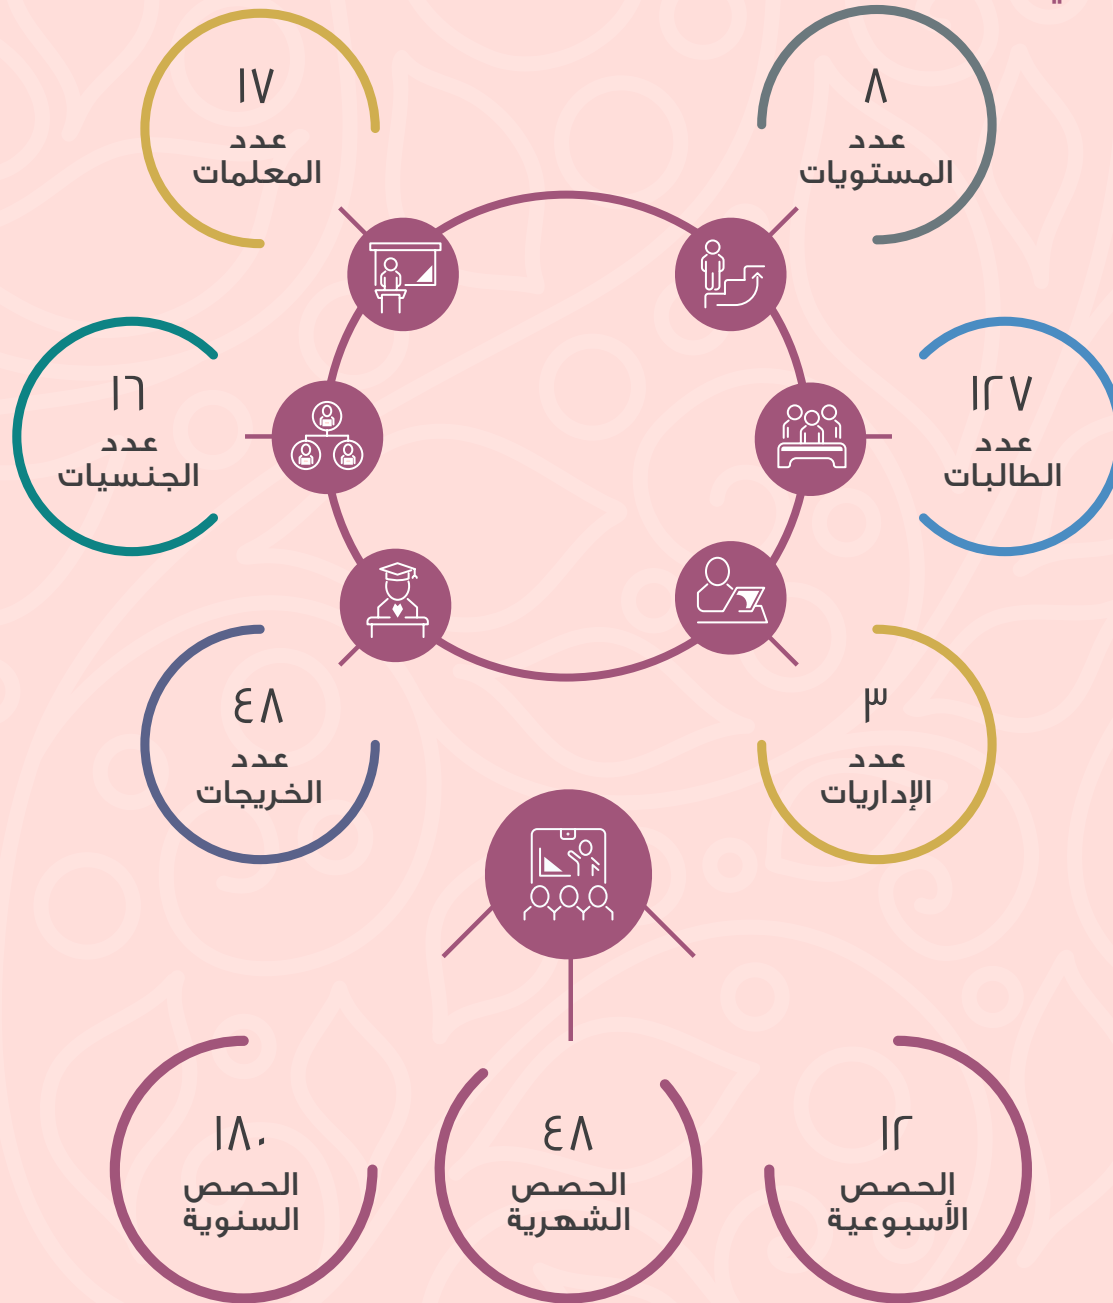 ٨
عدد
المستويات
١٧
عدد
المعلمات
١٢٧
عدد
الطالبات
١٦
عدد
الجنسيات
٣
عدد
الإداريات
٤٨
عدد
الخريجات
١٢
الحصص
الأسبوعية
٤٨
الحصص
الشهرية
١٨٠
الحصص
السنوية